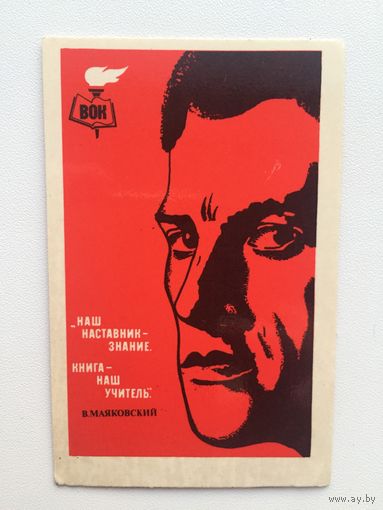 ВОК
„НАШ
НАСТАВНИК –
ЗНАНИЕ.
КНИГА –
НАШ
УЧИТЕЛЬ".
В. МАЯКОВСКИЙ
www.ay.by